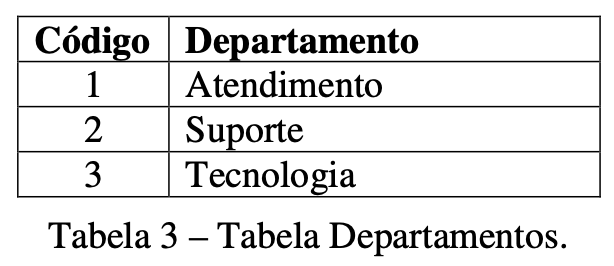 Código Departamento
1 Atendimento
2 Suporte
3 Tecnologia
Tabela 3 – Tabela Departamentos.